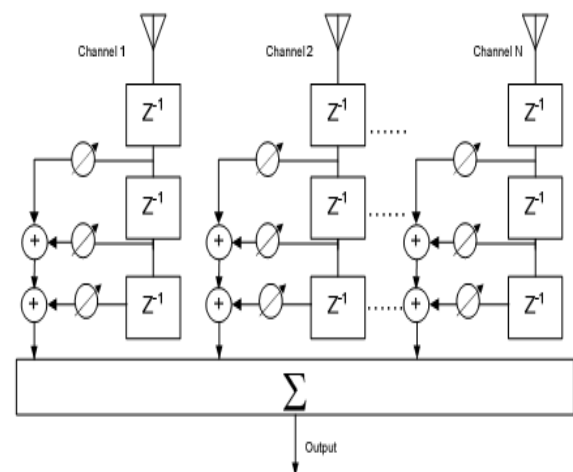 Channel 1 Channel 2 Channel N
Z⁻¹ Z⁻¹ Z⁻¹
......
Z⁻¹ Z⁻¹ Z⁻¹
......
+ + +
Z⁻¹ Z⁻¹ Z⁻¹
......
+ + +
Σ
Output